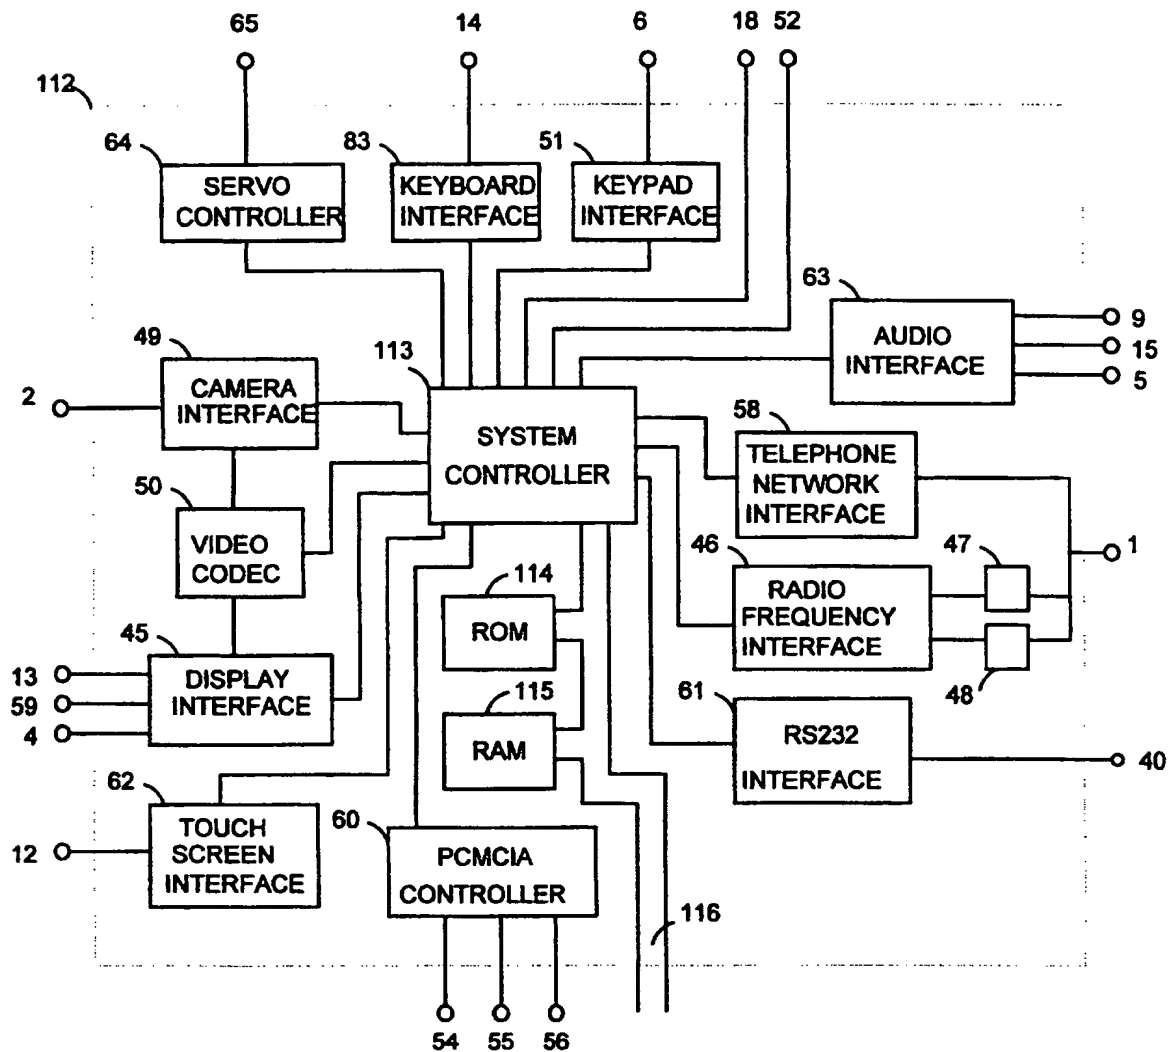 65 14 6 18 52
112
64 83 51
SERVO
CONTROLLER
KEYBOARD
INTERFACE
KEYPAD
INTERFACE
63
AUDIO
INTERFACE
9
15
5
49
CAMERA
INTERFACE
2
113
SYSTEM
CONTROLLER
58
TELEPHONE
NETWORK
INTERFACE
50
VIDEO
CODEC
46
RADIO
FREQUENCY
INTERFACE
47
1
48
114
ROM
45
DISPLAY
INTERFACE
13
59
4
115
RAM
61
RS232
INTERFACE
40
62
TOUCH
SCREEN
INTERFACE
12
60
PCMCIA
CONTROLLER
116
54 55 56